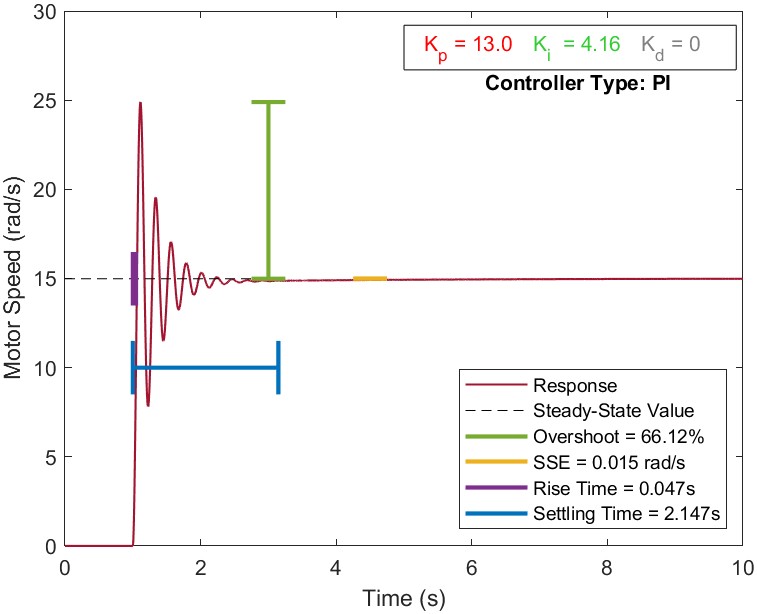 30
25
20
15
10
5
0
Motor Speed (rad/s)
Kp = 13.0 Ki = 4.16 Kd = 0
Controller Type: PI
Response
Steady-State Value
Overshoot = 66.12%
SSE = 0.015 rad/s
Rise Time = 0.047s
Settling Time = 2.147s
0 2 4 6 8 10
Time (s)